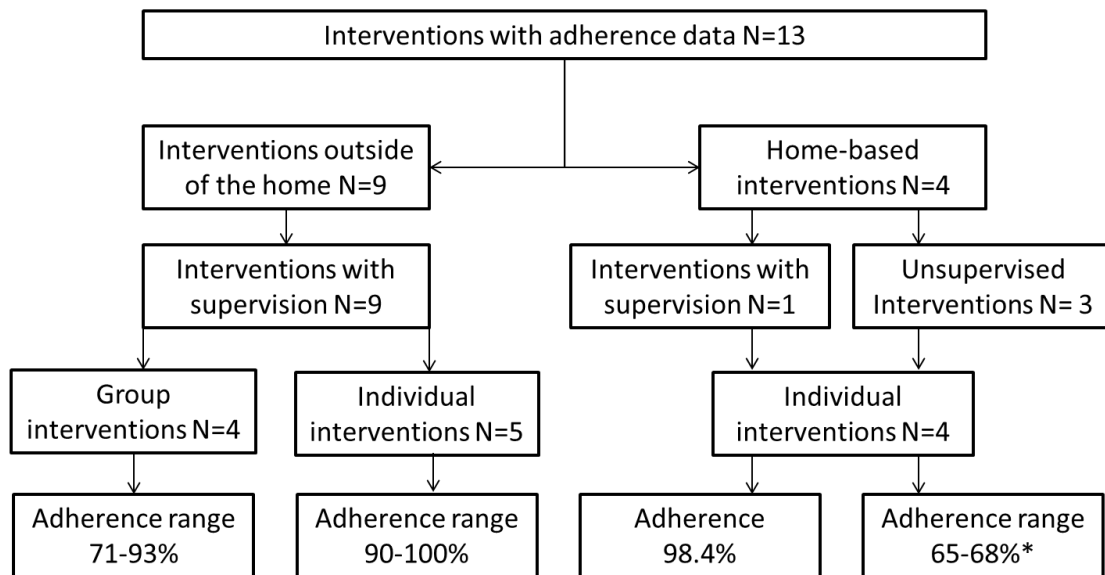 Interventions with adherence data N=13
Interventions outside
of the home N=9
Home-based
interventions N=4
Interventions with
supervision N=9
Interventions with
supervision N=1
Unsupervised
Interventions N= 3
Group
interventions N=4
Individual
interventions N=5
Individual
interventions N=4
Adherence range
71-93%
Adherence range
90-100%
Adherence
98.4%
Adherence range
65-68%*